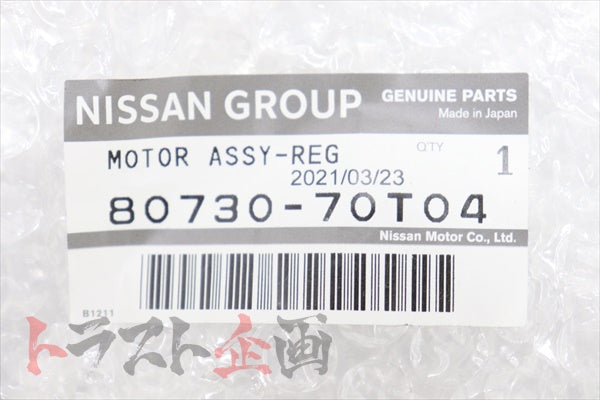 NISSAN GROUP
GENUINE PARTS
Made in Japan
MOTOR ASSY-REG
Q'TY
1
2021/03/23
80730-70T04
Nissan Motor Co., Ltd.
B1211
トラスト企画